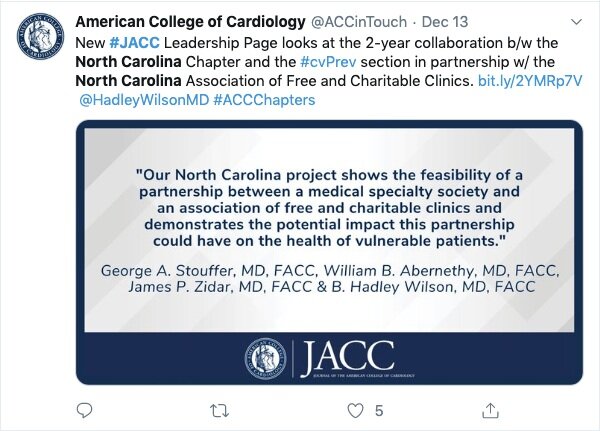 American College of Cardiology @ACCinTouch · Dec 13
New #JACC Leadership Page looks at the 2-year collaboration b/w the
North Carolina Chapter and the #cvPrev section in partnership w/ the
North Carolina Association of Free and Charitable Clinics. bit.ly/2YMRp7V
@HadleyWilsonMD #ACCChapters
"Our North Carolina project shows the feasibility of a
partnership between a medical specialty society and
an association of free and charitable clinics and
demonstrates the potential impact this partnership
could have on the health of vulnerable patients."
George A. Stouffer, MD, FACC, William B. Abernethy, MD, FACC,
James P. Zidar, MD, FACC & B. Hadley Wilson, MD, FACC
JACC
JOURNAL OF THE AMERICAN COLLEGE OF CARDIOLOGY
5